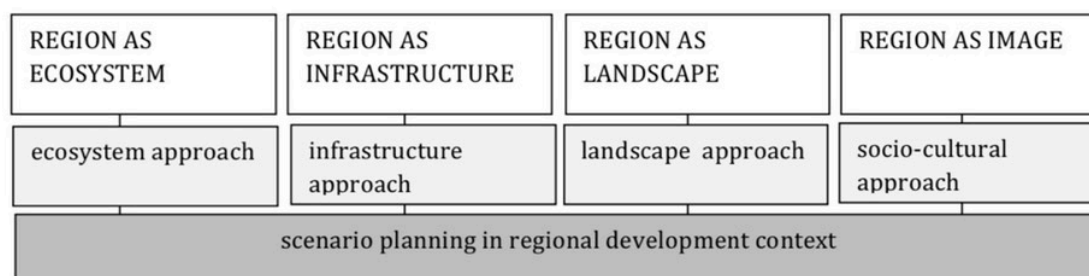 REGION AS
ECOSYSTEM
REGION AS
INFRASTRUCTURE
REGION AS
LANDSCAPE
REGION AS IMAGE
ecosystem approach
infrastructure
approach
landscape approach
socio-cultural
approach
scenario planning in regional development context